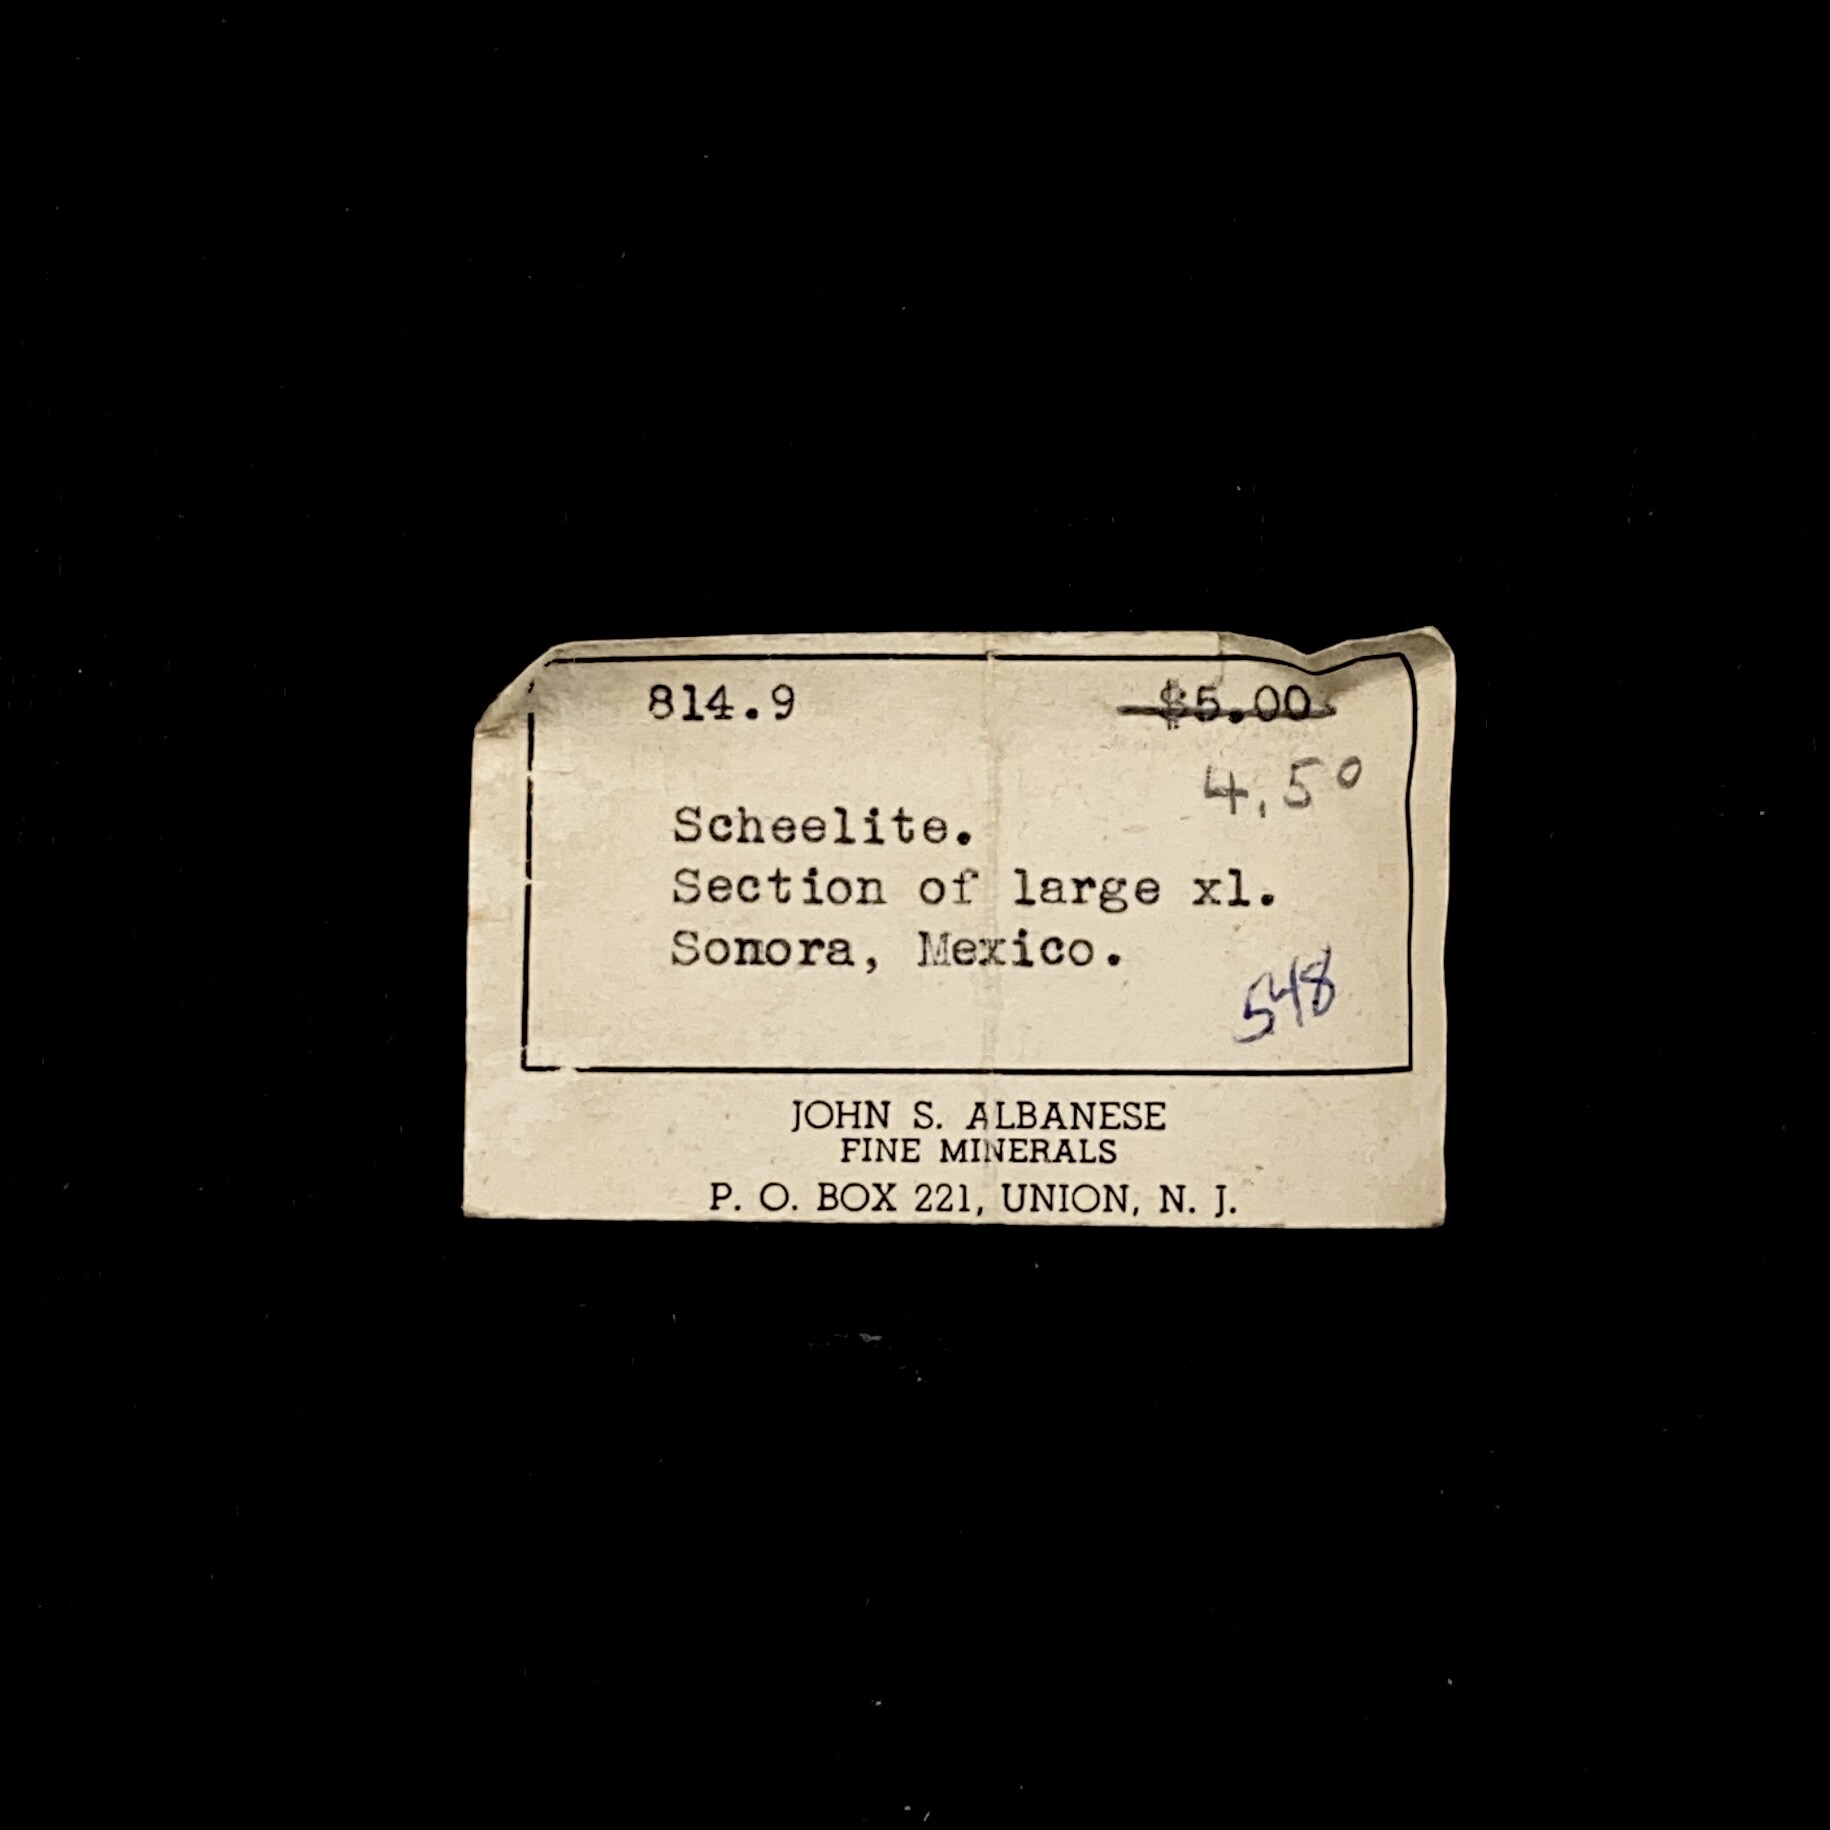 814.9 $5.00
4.50
Scheelite.
Section of large xl.
Sonora, Mexico.
548
JOHN S. ALBANESE
FINE MINERALS
P. O. BOX 221, UNION, N. J.